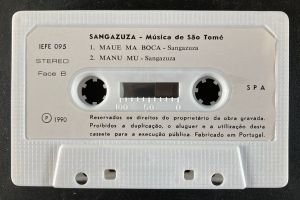 SANGAZUZA - Música de São Tomé
IEFE 095
1. MAUE MA BOCA - Sangazuza
STEREO
2. MANU MU - Sangazuza
Face B
S P A
100 50 0
P 1990
Reservados os direitos do proprietário da obra gravada.
Proibidos a duplicação, o aluguer e a utilização desta
cassete para a execução pública. Fabricado em Portugal.